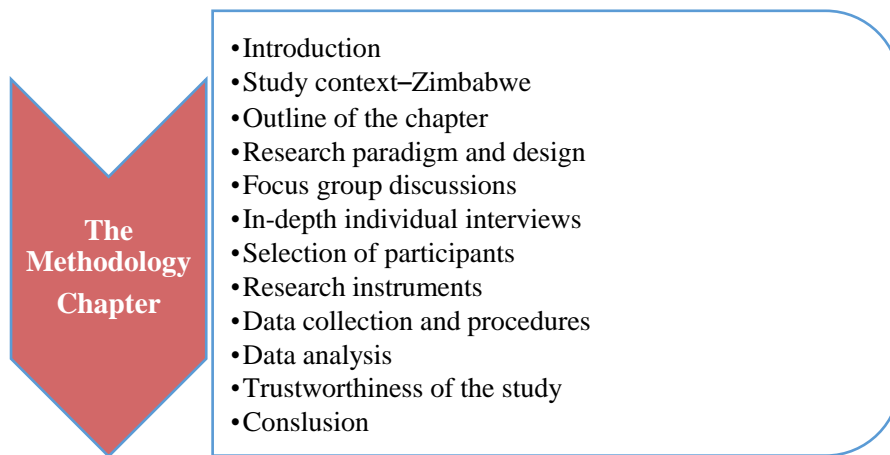 The
Methodology
Chapter
•Introduction
•Study context–Zimbabwe
•Outline of the chapter
•Research paradigm and design
•Focus group discussions
•In-depth individual interviews
•Selection of participants
•Research instruments
•Data collection and procedures
•Data analysis
•Trustworthiness of the study
•Conslusion